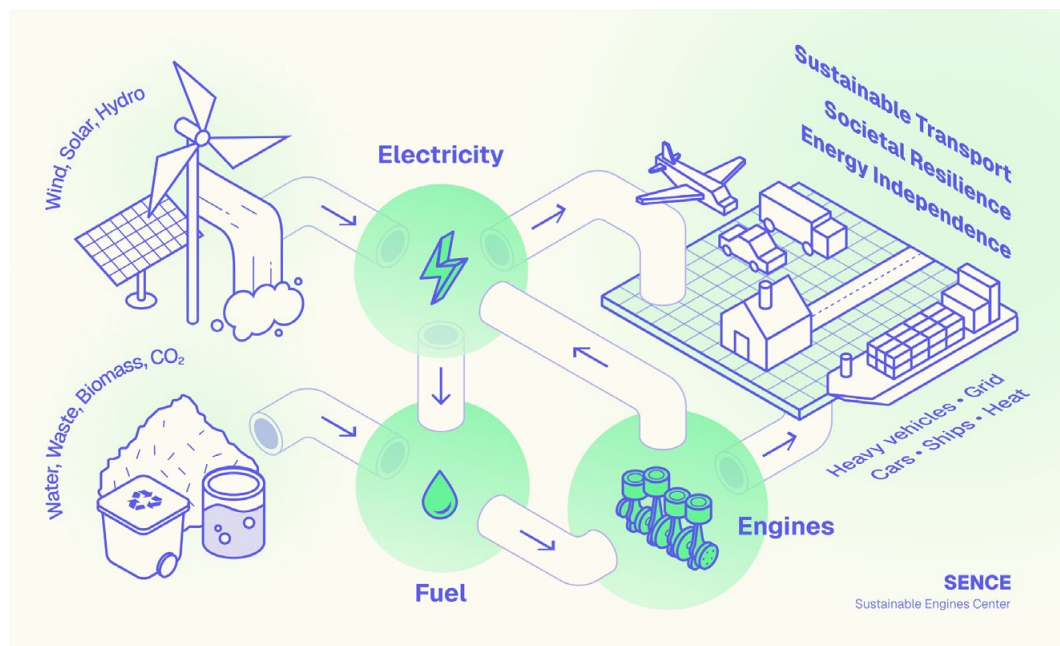 Wind, Solar, Hydro
Electricity
Sustainable Transport
Societal Resilience
Energy Independence
Water, Waste, Biomass, CO₂
Heavy vehicles • Grid
Cars • Ships • Heat
Fuel
Engines
SENCE
Sustainable Engines Center